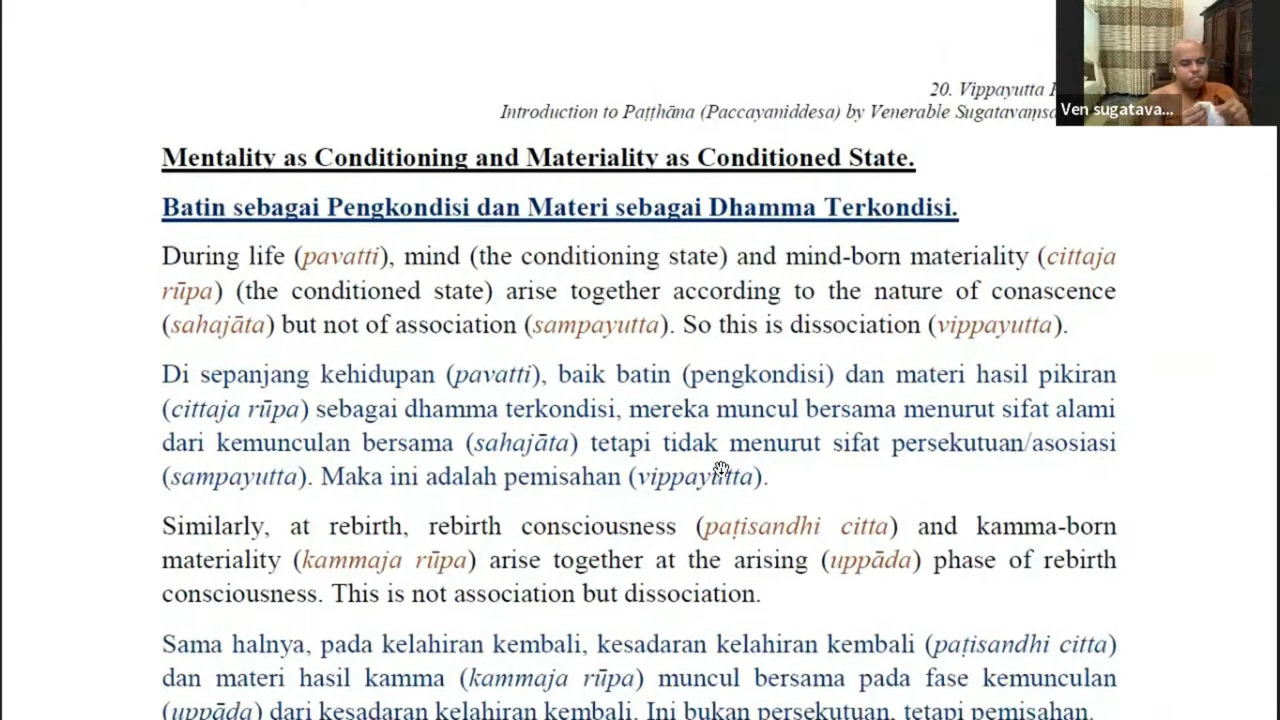 20. Vippayutta
Introduction to Paṭṭhāna (Paccayaniddesa) by Venerable Sugatavaṃsa
Ven sugatava...
Mentality as Conditioning and Materiality as Conditioned State.
Batin sebagai Pengkondisi dan Materi sebagai Dhamma Terkondisi.
During life (pavatti), mind (the conditioning state) and mind-born materiality (cittaja
rūpa) (the conditioned state) arise together according to the nature of conascence
(sahajāta) but not of association (sampayutta). So this is dissociation (vippayutta).
Di sepanjang kehidupan (pavatti), baik batin (pengkondisi) dan materi hasil pikiran
(cittaja rūpa) sebagai dhamma terkondisi, mereka muncul bersama menurut sifat alami
dari kemunculan bersama (sahajāta) tetapi tidak menurut sifat persekutuan/asosiasi
(sampayutta). Maka ini adalah pemisahan (vippayutta).
Similarly, at rebirth, rebirth consciousness (paṭisandhi citta) and kamma-born
materiality (kammaja rūpa) arise together at the arising (uppāda) phase of rebirth
consciousness. This is not association but dissociation.
Sama halnya, pada kelahiran kembali, kesadaran kelahiran kembali (paṭisandhi citta)
dan materi hasil kamma (kammaja rūpa) muncul bersama pada fase kemunculan
(uppāda) dari kesadaran kelahiran kembali. Ini bukan persekutuan, tetapi pemisahan.